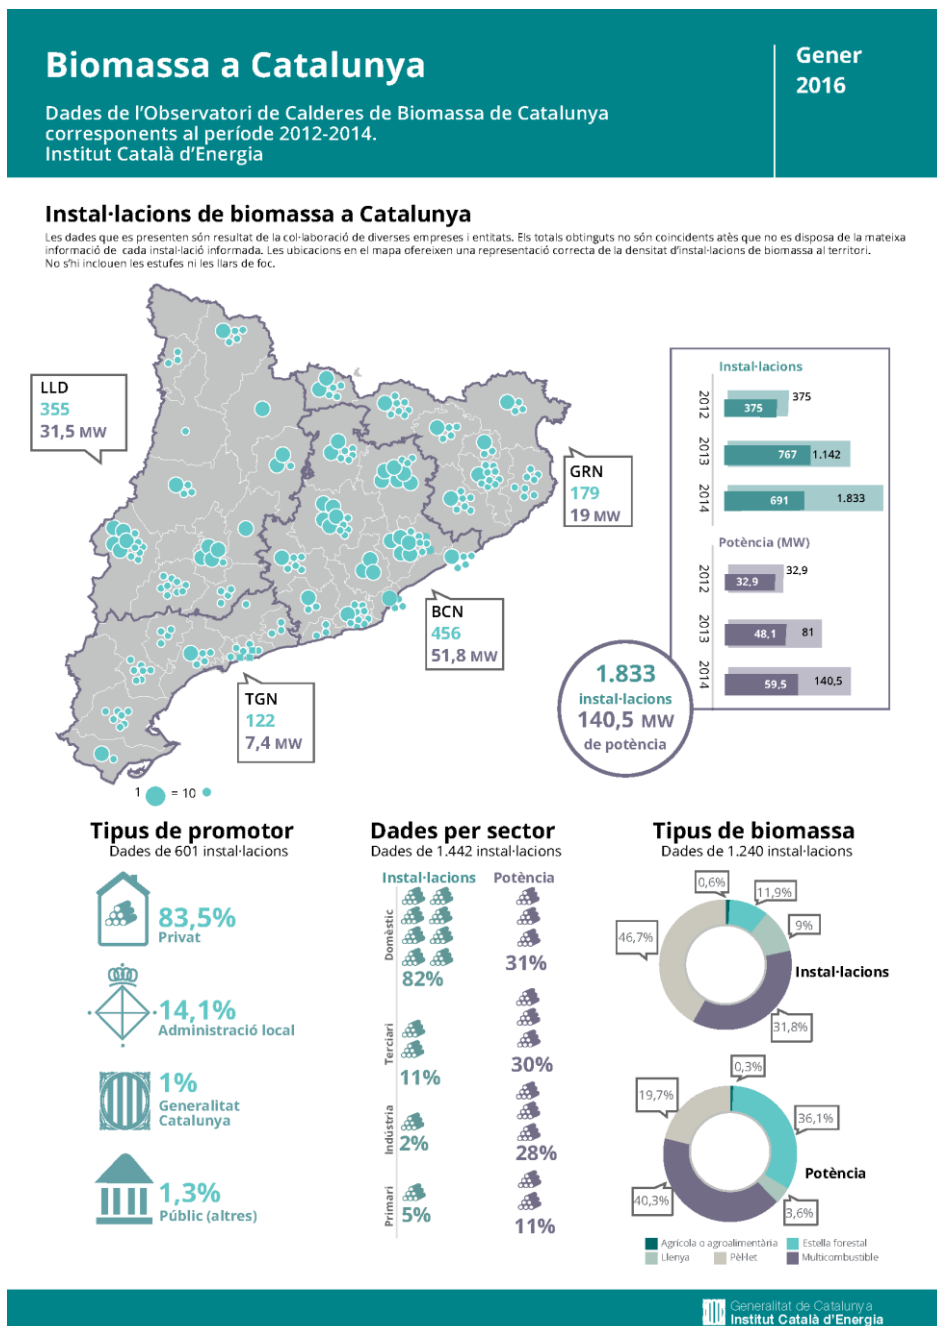 Biomassa a Catalunya
Gener
2016
Dades de l'Observatori de Calderes de Biomassa de Catalunya
corresponents al període 2012-2014.
Institut Català d'Energia
Instal·lacions de biomassa a Catalunya
Les dades que es presenten són resultat de la col·laboració de diverses empreses i entitats. Els totals obtinguts no són coincidents atès que no es disposa de la mateixa
informació de cada instal·lació informada. Les ubicacions en el mapa ofereixen una representació correcta de la densitat d'instal·lacions de biomassa al territori.
No s'hi inclouen les estufes ni les llars de foc.
LLD
355
31,5 MW
GRN
179
19 MW
BCN
456
51,8 MW
TGN
122
7,4 MW
1 = 10
Instal·lacions
2012
375
375
2013
767
1.142
2014
691
1.833
Potència (MW)
2012
32,9
32,9
2013
48,1
81
2014
59,5
140,5
1.833
instal·lacions
140,5 MW
de potència
Tipus de promotor
Dades de 601 instal·lacions
83,5%
Privat
14,1%
Administració local
1%
Generalitat
Catalunya
1,3%
Públic (altres)
Dades per sector
Dades de 1.442 instal·lacions
Instal·lacions Potència
Domèstic
82%
31%
Terciari
11%
30%
Indústria
2%
28%
Primari
5%
11%
Tipus de biomassa
Dades de 1.240 instal·lacions
0,6%
11,9%
9%
46,7%
Instal·lacions
31,8%
0,3%
19,7%
36,1%
Potència
40,3%
3,6%
Agrícola o agroalimentària
Estella forestal
Llenya
Pèl·let
Multicombustible
Generalitat de Catalunya
Institut Català d'Energia